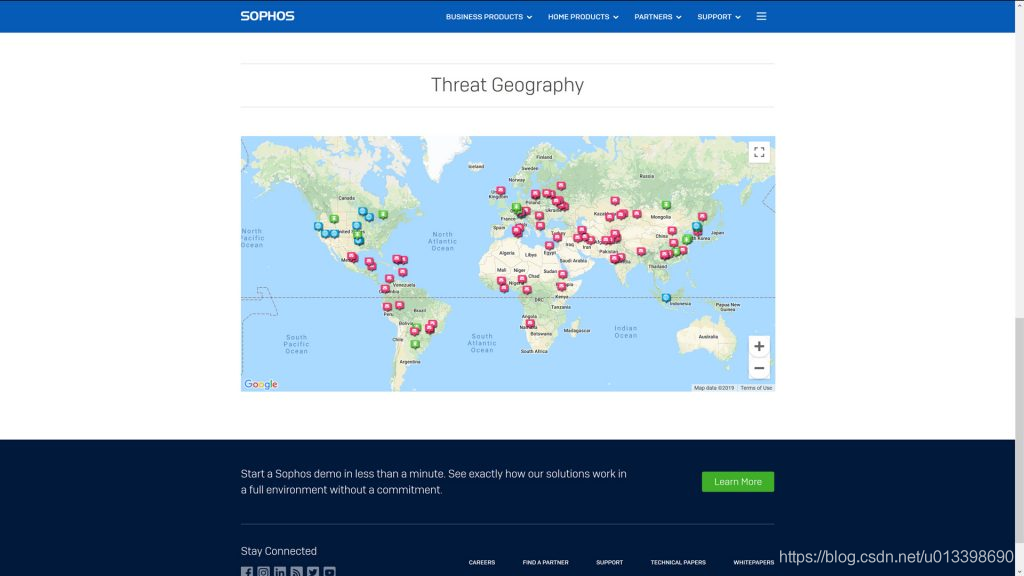 SOPHOS
BUSINESS PRODUCTS
HOME PRODUCTS
PARTNERS
SUPPORT
Threat Geography
Iceland
Finland
Sweden
Norway
Russia
Canada
United
Kingdom
Poland
Ukraine
France
Spain
Kazakhstan
Mongolia
North
Pacific
Ocean
North
Atlantic
Ocean
China
South Korea
Japan
Iraq
Iran
Pakistan
Algeria
Libya
Egypt
Saudi Arabia
India
Mexico
Mali
Niger
Chad
Sudan
Thailand
Venezuela
Colombia
Kenya
DRC
Tanzania
Indonesia
Papua New
Guinea
Peru
Brazil
Bolivia
Angola
Namibia
Botswana
Madagascar
South
Pacific
Ocean
Chile
South
Atlantic
Ocean
Indian
Ocean
Australia
South Africa
Argentina
Google
Map data ©2019
Terms of Use
Start a Sophos demo in less than a minute. See exactly how our solutions work in
a full environment without a commitment.
Learn More
Stay Connected
CAREERS
FIND A PARTNER
SUPPORT
TECHNICAL PAPERS
WHITEPAPERS
https://blog.csdn.net/u013398690